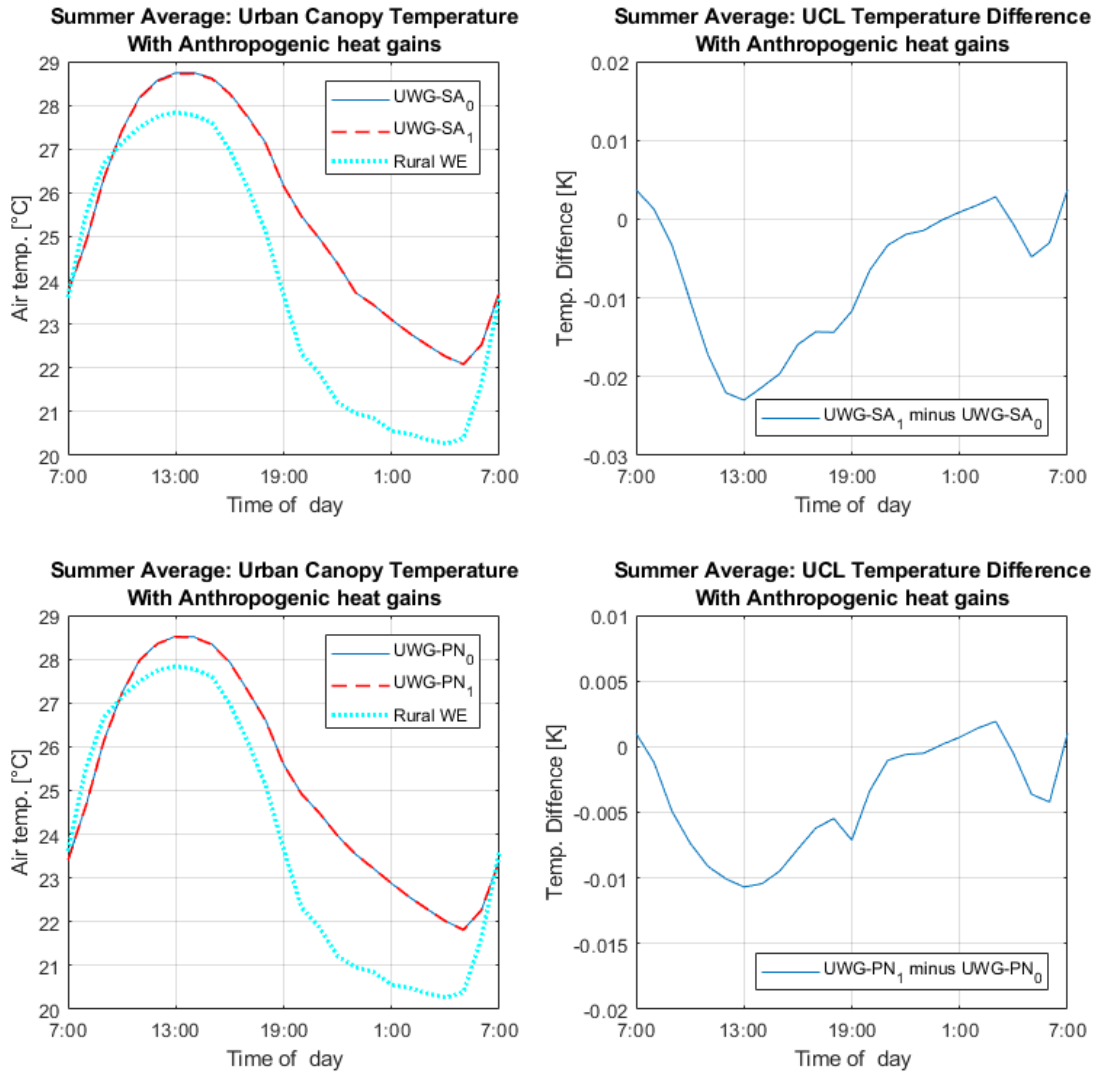 Summer Average: Urban Canopy Temperature
With Anthropogenic heat gains
29
28
27
26
25
24
23
22
21
20
Air temp. [°C]
UWG-SA0
UWG-SA1
Rural WE
7:00 13:00 19:00 1:00 7:00
Time of day
Summer Average: UCL Temperature Difference
With Anthropogenic heat gains
0.02
0.01
0
-0.01
-0.02
-0.03
Temp. Diffence [K]
UWG-SA1 minus UWG-SA0
7:00 13:00 19:00 1:00 7:00
Time of day
Summer Average: Urban Canopy Temperature
With Anthropogenic heat gains
29
28
27
26
25
24
23
22
21
20
Air temp. [°C]
UWG-PN0
UWG-PN1
Rural WE
7:00 13:00 19:00 1:00 7:00
Time of day
Summer Average: UCL Temperature Difference
With Anthropogenic heat gains
0.01
0.005
0
-0.005
-0.01
-0.015
-0.02
Temp. Diffence [K]
UWG-PN1 minus UWG-PN0
7:00 13:00 19:00 1:00 7:00
Time of day